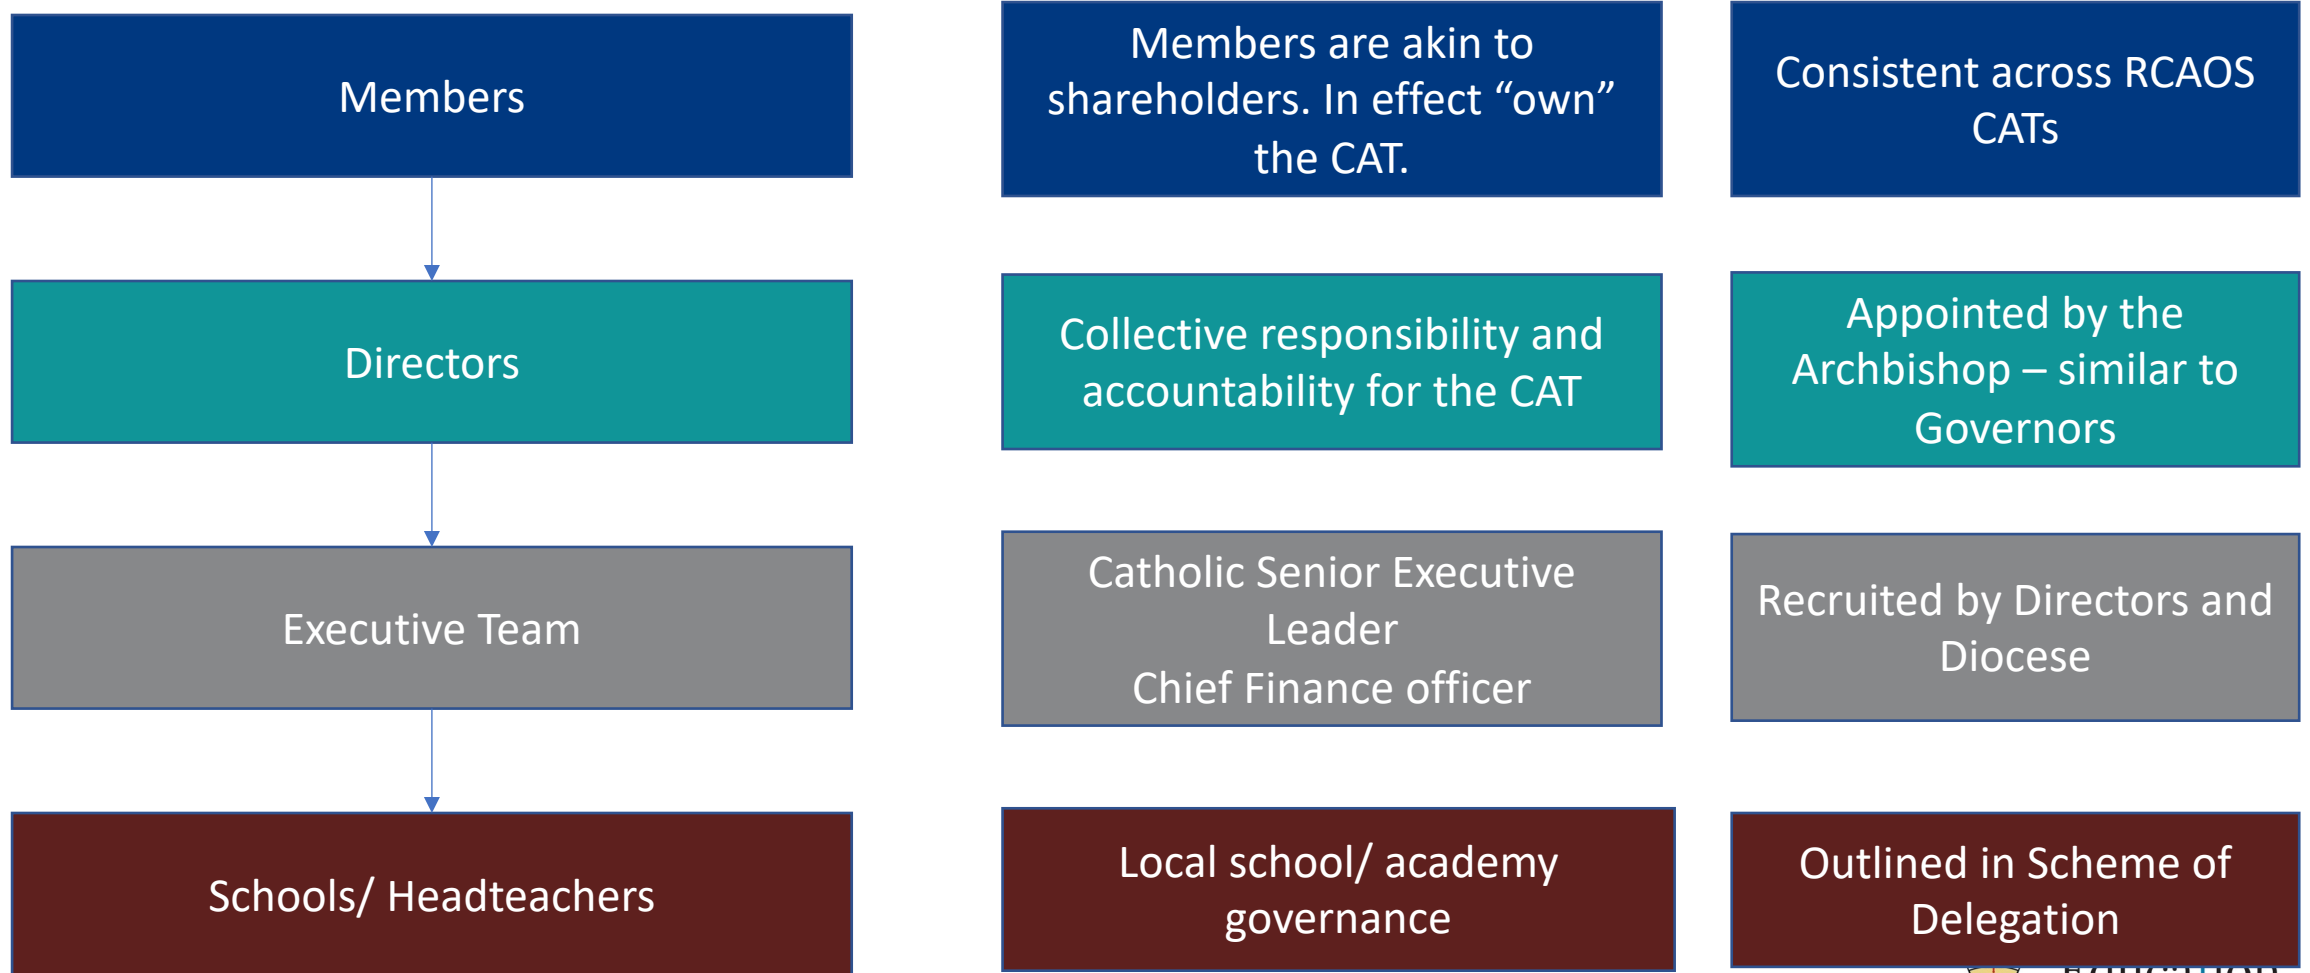 Members
Members are akin to
shareholders. In effect “own”
the CAT.
Consistent across RCAOS
CATs
Directors
Collective responsibility and
accountability for the CAT
Appointed by the
Archbishop – similar to
Governors
Executive Team
Catholic Senior Executive
Leader
Chief Finance officer
Recruited by Directors and
Diocese
Schools/ Headteachers
Local school/ academy
governance
Outlined in Scheme of
Delegation